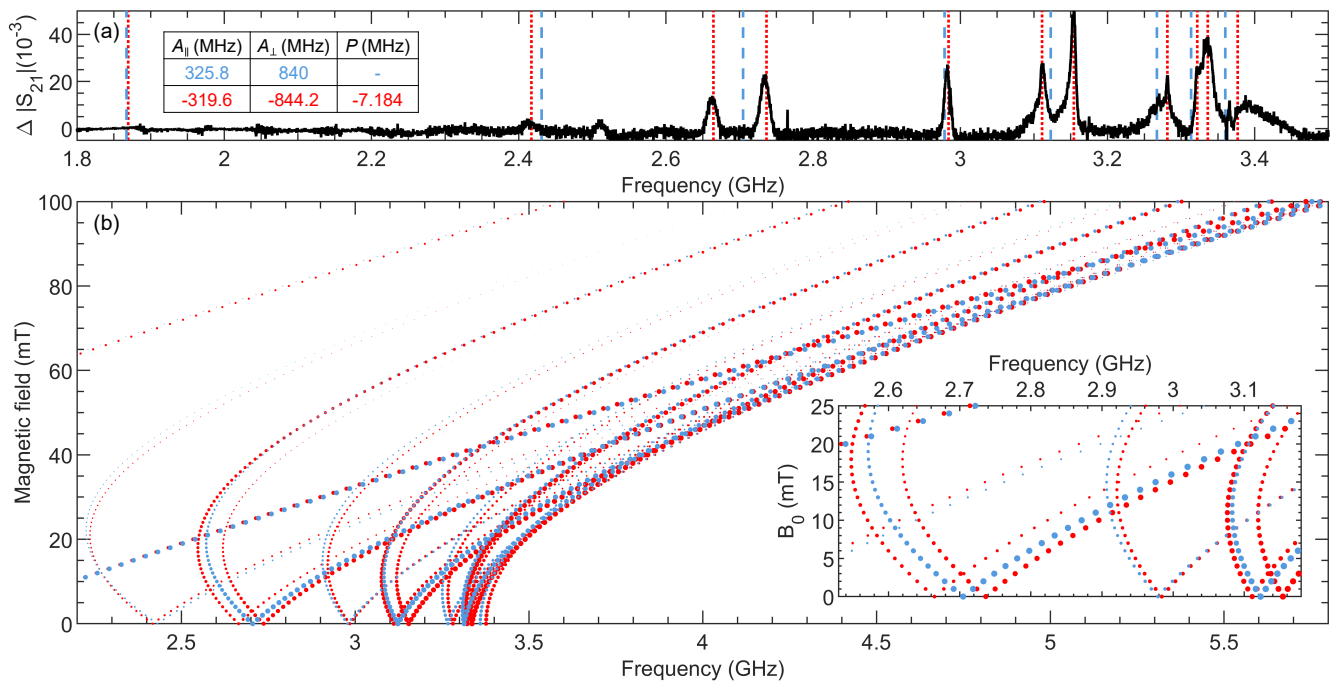 (a)
Δ |S21|(10-3)
40
20
0
A∥ (MHz) A⊥ (MHz) P (MHz)
325.8 840 -
-319.6 -844.2 -7.184
1.8 2 2.2 2.4 2.6 2.8 3 3.2 3.4
Frequency (GHz)
(b)
Magnetic field (mT)
100
80
60
40
20
0
Frequency (GHz)
2.6 2.7 2.8 2.9 3 3.1
B0 (mT)
25
20
15
10
5
0
2.5 3 3.5 4 4.5 5 5.5
Frequency (GHz)